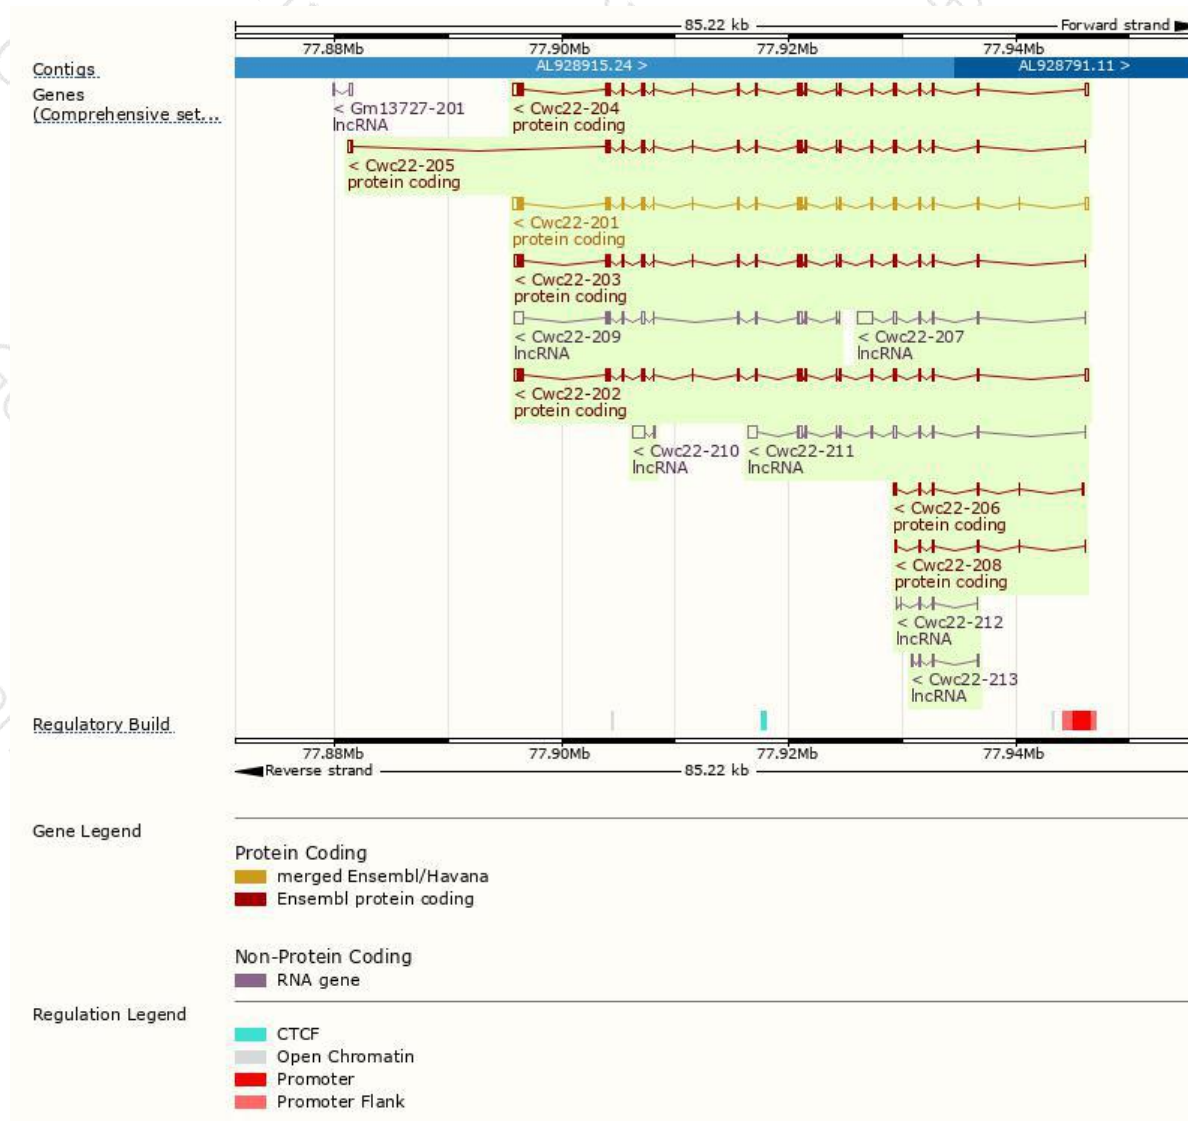 85.22 kb Forward strand
77.88Mb 77.90Mb 77.92Mb 77.94Mb
Contigs AL928915.24 > AL928791.11 >
Genes
(Comprehensive set...
< Gm13727-201 < Cwc22-204
lncRNA protein coding
< Cwc22-205
protein coding
< Cwc22-201
protein coding
< Cwc22-203
protein coding
< Cwc22-209 < Cwc22-207
lncRNA lncRNA
< Cwc22-202
protein coding
< Cwc22-210 < Cwc22-211
lncRNA lncRNA
< Cwc22-206
protein coding
< Cwc22-208
protein coding
< Cwc22-212
lncRNA
< Cwc22-213
lncRNA
Regulatory Build
77.88Mb 77.90Mb 77.92Mb 77.94Mb
Reverse strand 85.22 kb
Gene Legend
Protein Coding
merged Ensembl/Havana
Ensembl protein coding
Non-Protein Coding
RNA gene
Regulation Legend
CTCF
Open Chromatin
Promoter
Promoter Flank